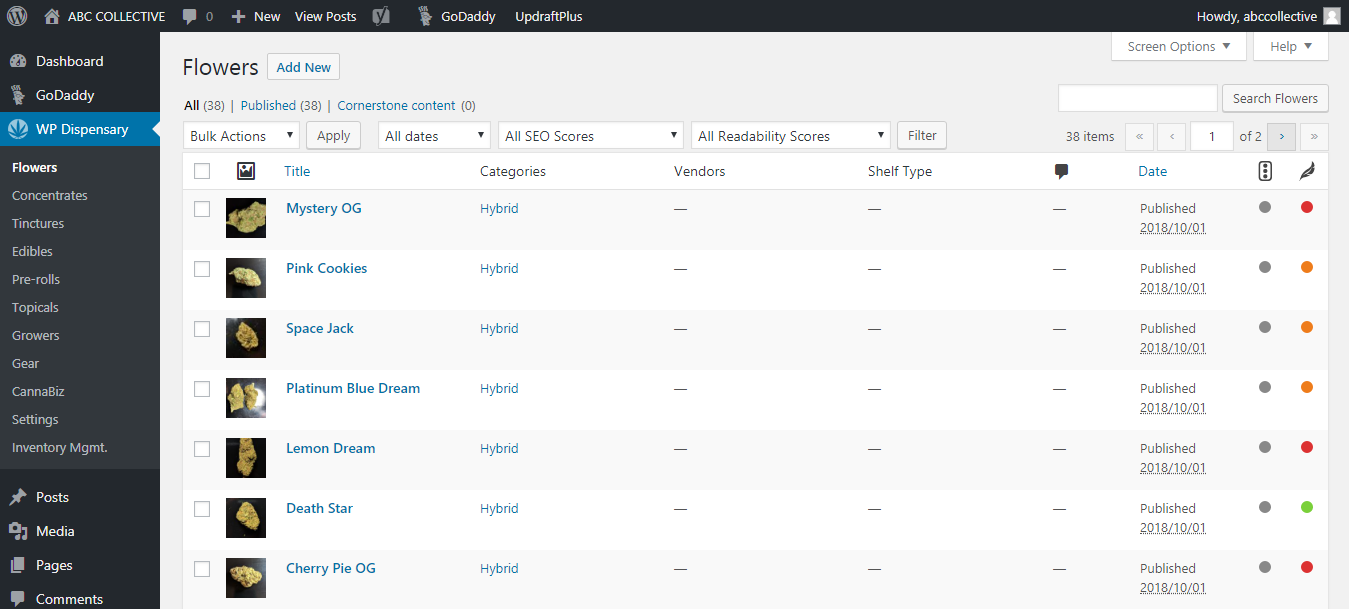 ABC COLLECTIVE 0 New View Posts GoDaddy UpdraftPlus Howdy, abccollective
Dashboard
GoDaddy
WP Dispensary
Flowers
Concentrates
Tinctures
Edibles
Pre-rolls
Topicals
Growers
Gear
CannaBiz
Settings
Inventory Mgmt.
Posts
Media
Pages
Comments
Screen Options ▼ Help ▼
Flowers Add New
All (38) | Published (38) | Cornerstone content (0)
Search Flowers
Bulk Actions Apply All dates All SEO Scores All Readability Scores Filter 38 items « ‹ 1 of 2 › »
Title Categories Vendors Shelf Type Date
Mystery OG Hybrid — — — Published
2018/10/01
Pink Cookies Hybrid — — — Published
2018/10/01
Space Jack Hybrid — — — Published
2018/10/01
Platinum Blue Dream Hybrid — — — Published
2018/10/01
Lemon Dream Hybrid — — — Published
2018/10/01
Death Star Hybrid — — — Published
2018/10/01
Cherry Pie OG Hybrid — — — Published
2018/10/01